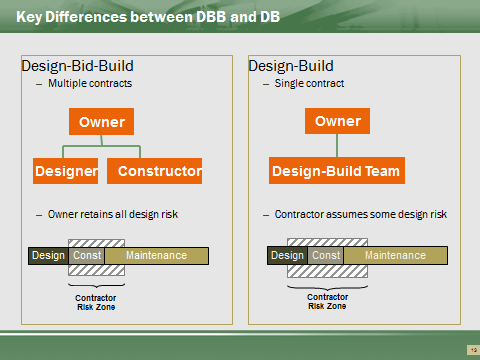 Key Differences between DBB and DB
Design-Bid-Build
– Multiple contracts
Owner
Designer
Constructor
– Owner retains all design risk
Design
Const
Maintenance
Contractor
Risk Zone
Design-Build
– Single contract
Owner
Design-Build Team
– Contractor assumes some design risk
Design
Const
Maintenance
Contractor
Risk Zone